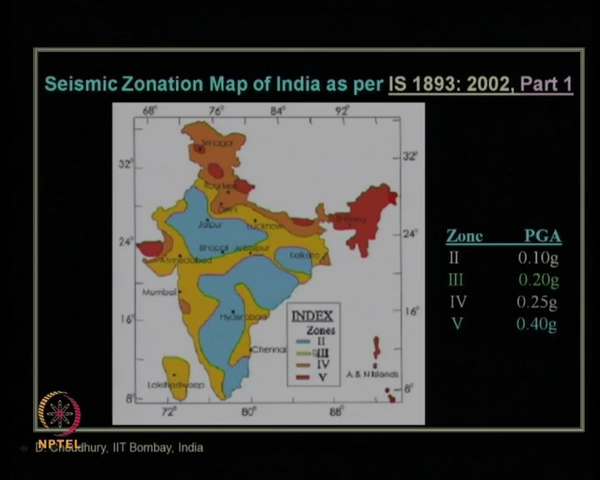 Seismic Zonation Map of India as per IS 1893: 2002, Part 1
68° 76° 84° 92°
Srinagar
32° 32°
Delhi
Jaipur Lucknow
24° 24°
Bhopal Jabalpur
Ahmedabad Kolkata
Mumbai
16° 16°
Hyderabad
Chennai
INDEX
Zones
II
III
IV
V
Lakshadweep
A & N Islands
8° 8°
72° 80° 88°
Zone PGA
II 0.10g
III 0.20g
IV 0.25g
V 0.40g
NPTEL
D. Choudhury, IIT Bombay, India